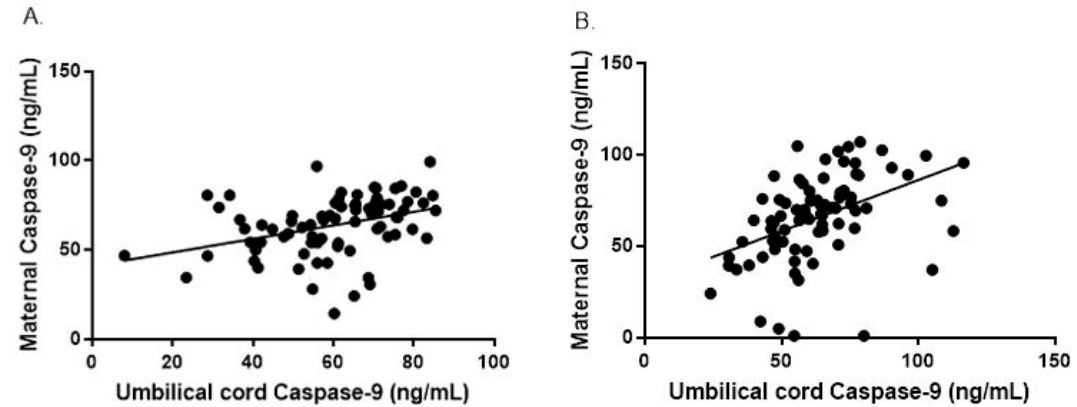 A.
Maternal Caspase-9 (ng/mL)
150
100
50
0
0 20 40 60 80 100
Umbilical cord Caspase-9 (ng/mL)
B.
Maternal Caspase-9 (ng/mL)
150
100
50
0
0 50 100 150
Umbilical cord Caspase-9 (ng/mL)